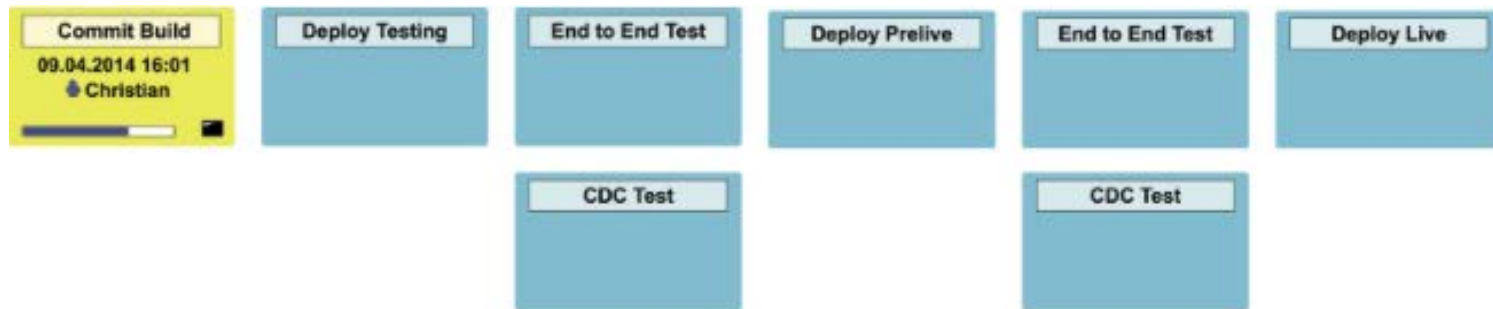 Commit Build
09.04.2014 16:01
Christian
Deploy Testing
End to End Test
CDC Test
Deploy Prelive
End to End Test
CDC Test
Deploy Live